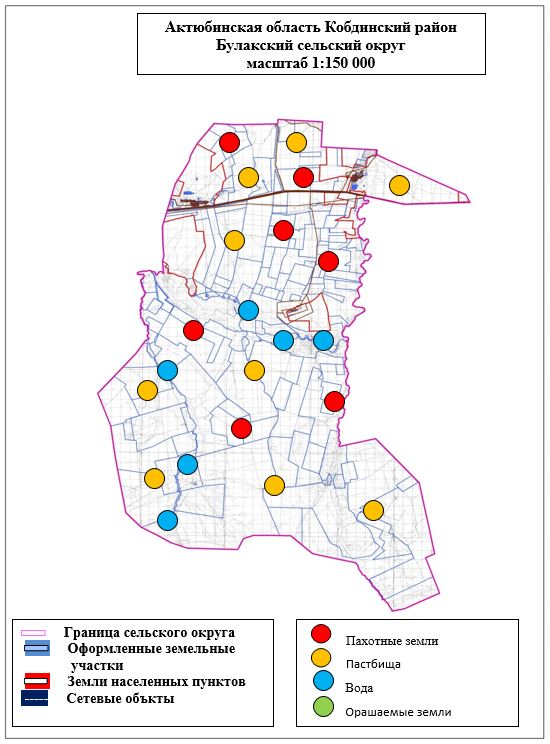 Актюбинская область Кобдинский район
Булакский сельский округ
масштаб 1:150 000
Граница сельского округа
Оформленные земельные
участки
Земли населенных пунктов
Сетевые объкты
Пахотные земли
Пастбища
Вода
Орашаемые земли